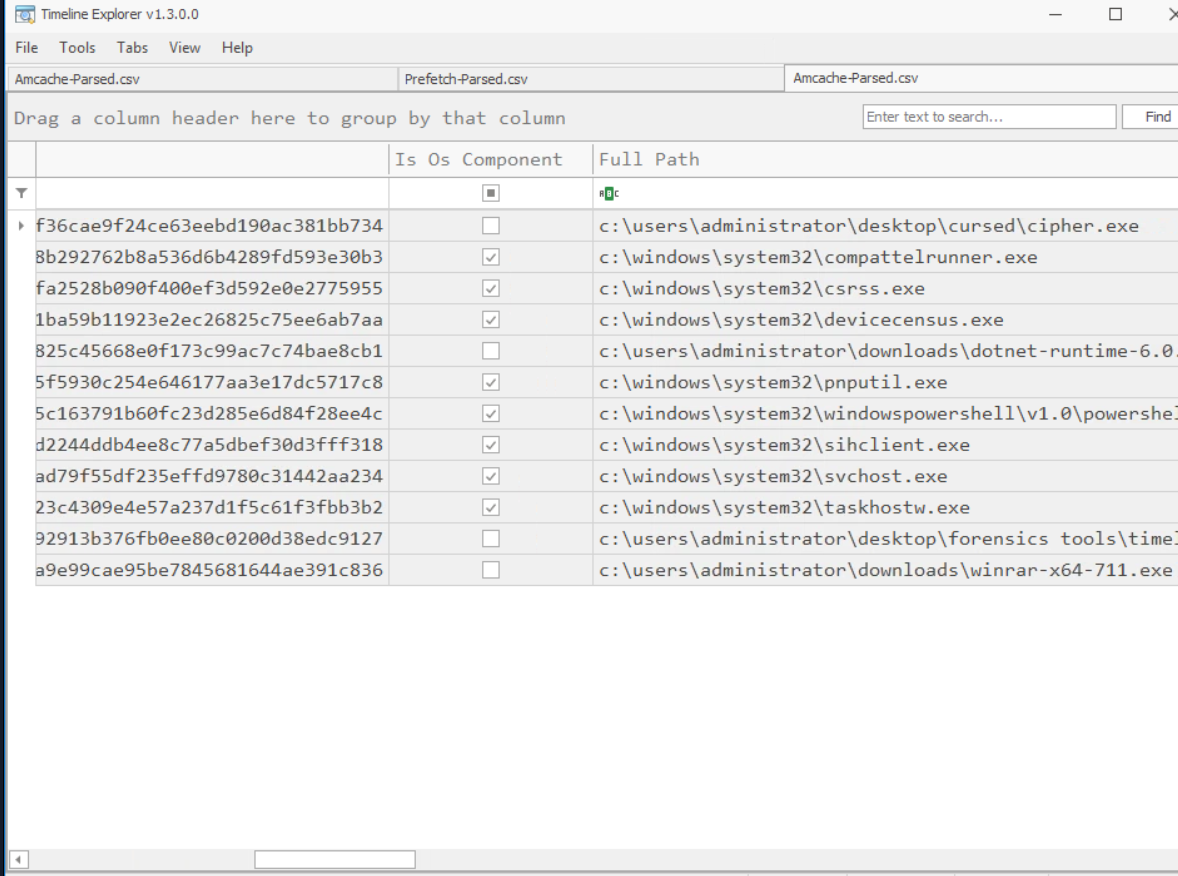 Timeline Explorer v1.3.0.0
File Tools Tabs View Help
Amcache-Parsed.csv Prefetch-Parsed.csv Amcache-Parsed.csv
Drag a column header here to group by that column Enter text to search... Find
Is Os Component Full Path
f36cae9f24ce63eebd190ac381bb734 c:\users\administrator\desktop\cursed\cipher.exe
8b292762b8a536d6b4289fd593e30b3 c:\windows\system32\compattelrunner.exe
fa2528b090f400ef3d592e0e2775955 c:\windows\system32\csrss.exe
1ba59b11923e2ec26825c75ee6ab7aa c:\windows\system32\devicecensus.exe
825c45668e0f173c99ac7c74bae8cb1 c:\users\administrator\downloads\dotnet-runtime-6.0.
5f5930c254e646177aa3e17dc5717c8 c:\windows\system32\pnputil.exe
5c163791b60fc23d285e6d84f28ee4c c:\windows\system32\windowspowershell\v1.0\powershel
d2244ddb4ee8c77a5dbef30d3fff318 c:\windows\system32\sihclient.exe
ad79f55df235effd9780c31442aa234 c:\windows\system32\svchost.exe
23c4309e4e57a237d1f5c61f3fbb3b2 c:\windows\system32\taskhostw.exe
92913b376fb0ee80c0200d38edc9127 c:\users\administrator\desktop\forensics tools\timel
a9e99cae95be7845681644ae391c836 c:\users\administrator\downloads\winrar-x64-711.exe